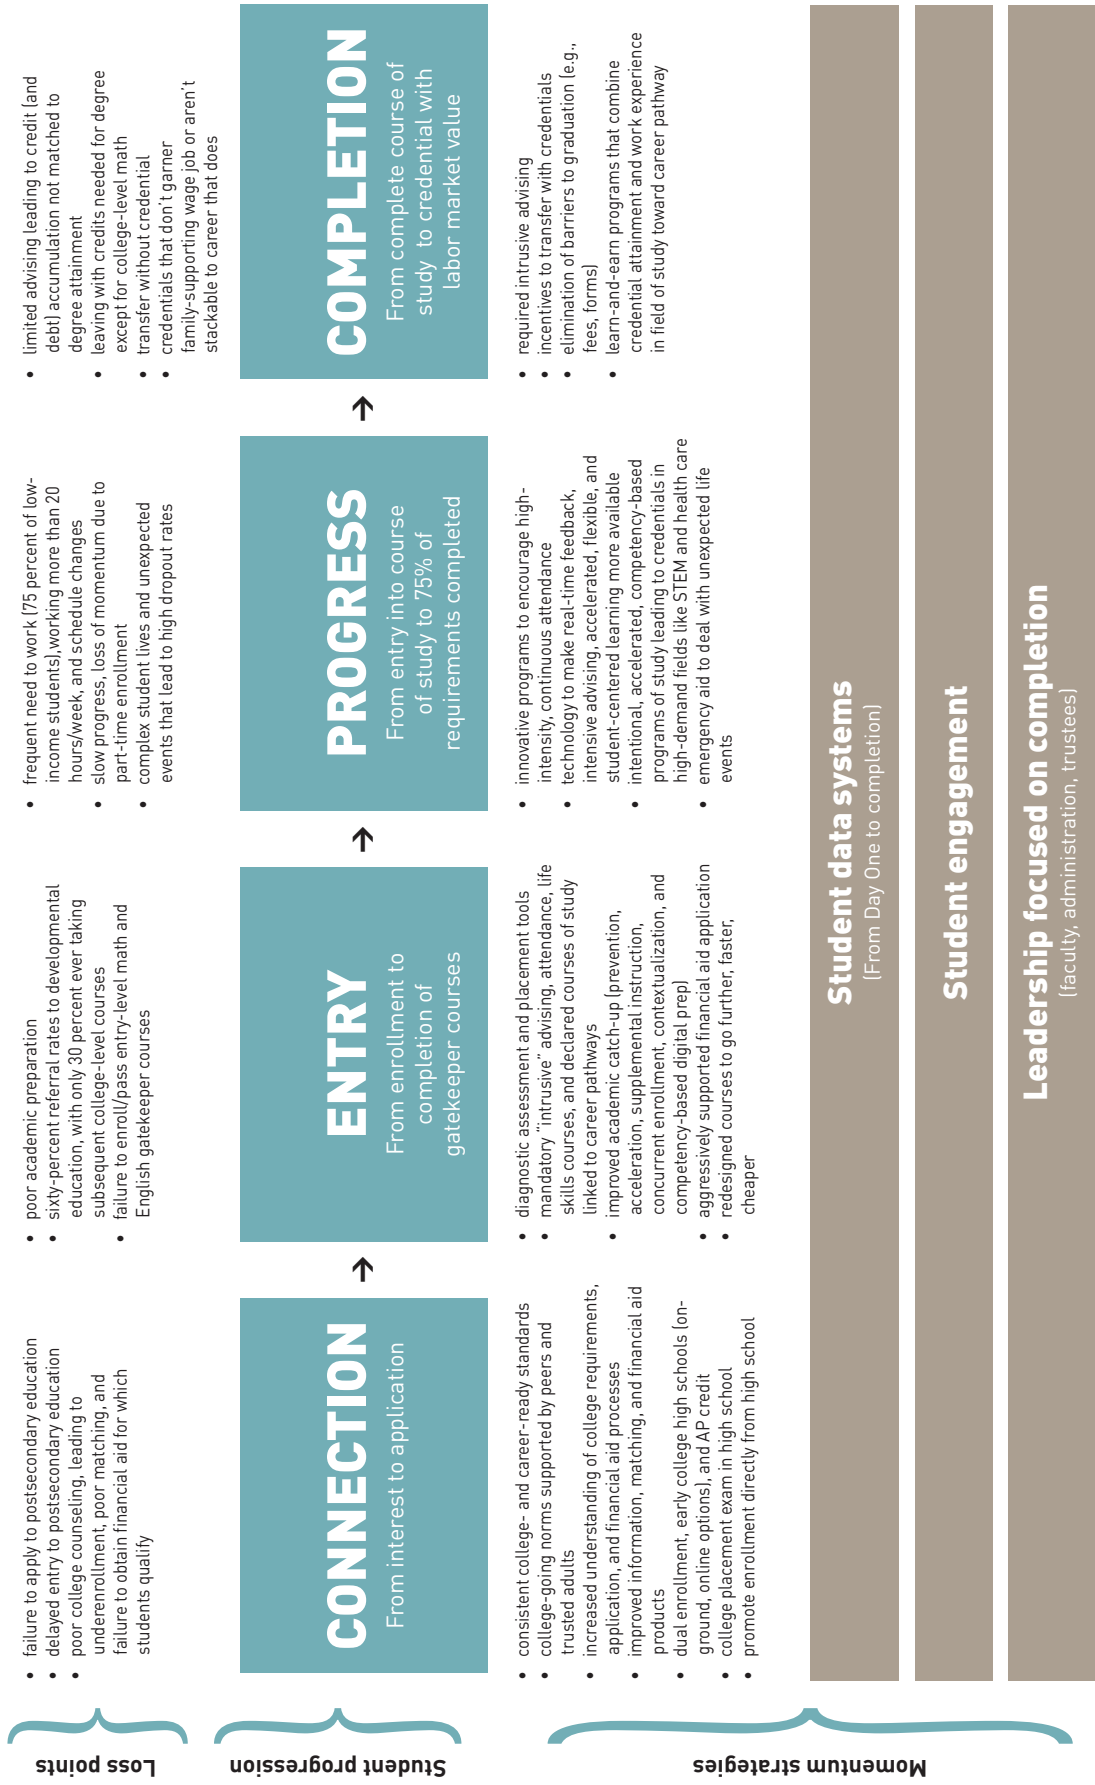 Loss points
• failure to apply to postsecondary education
• delayed entry to postsecondary education
• poor college counseling, leading to
underenrollment, poor matching, and
failure to obtain financial aid for which
students qualify
• poor academic preparation
• sixty-percent referral rates to developmental
education, with only 30 percent ever taking
subsequent college-level courses
• failure to enroll/pass entry-level math and
English gatekeeper courses
• frequent need to work (75 percent of low-
income students),working more than 20
hours/week, and schedule changes
• slow progress, loss of momentum due to
part-time enrollment
• complex student lives and unexpected
events that lead to high dropout rates
• limited advising leading to credit (and
debt) accumulation not matched to
degree attainment
• leaving with credits needed for degree
except for college-level math
• transfer without credential
• credentials that don't garner
family-supporting wage job or aren't
stackable to career that does
Student progression
CONNECTION
From interest to application
→
ENTRY
From enrollment to
completion of
gatekeeper courses
→
PROGRESS
From entry into course
of study to 75% of
requirements completed
→
COMPLETION
From complete course of
study to credential with
labor market value
Momentum strategies
• consistent college- and career-ready standards
• college-going norms supported by peers and
trusted adults
• increased understanding of college requirements,
application, and financial aid processes
• improved information, matching, and financial aid
products
• dual enrollment, early college high schools (on-
ground, online options), and AP credit
• college placement exam in high school
• promote enrollment directly from high school
• diagnostic assessment and placement tools
• mandatory "intrusive" advising, attendance, life
skills courses, and declared courses of study
linked to career pathways
• improved academic catch-up (prevention,
acceleration, supplemental instruction,
concurrent enrollment, contextualization, and
competency-based digital prep)
• aggressively supported financial aid application
• redesigned courses to go further, faster,
cheaper
• innovative programs to encourage high-
intensity, continuous attendance
• technology to make real-time feedback,
intensive advising, accelerated, flexible, and
student-centered learning more available
• intentional, accelerated, competency-based
programs of study leading to credentials in
high-demand fields like STEM and health care
• emergency aid to deal with unexpected life
events
• required intrusive advising
• incentives to transfer with credentials
• elimination of barriers to graduation (e.g.,
fees, forms)
• learn-and-earn programs that combine
credential attainment and work experience
in field of study toward career pathway
Student data systems
(From Day One to completion)
Student engagement
Leadership focused on completion
(faculty, administration, trustees)